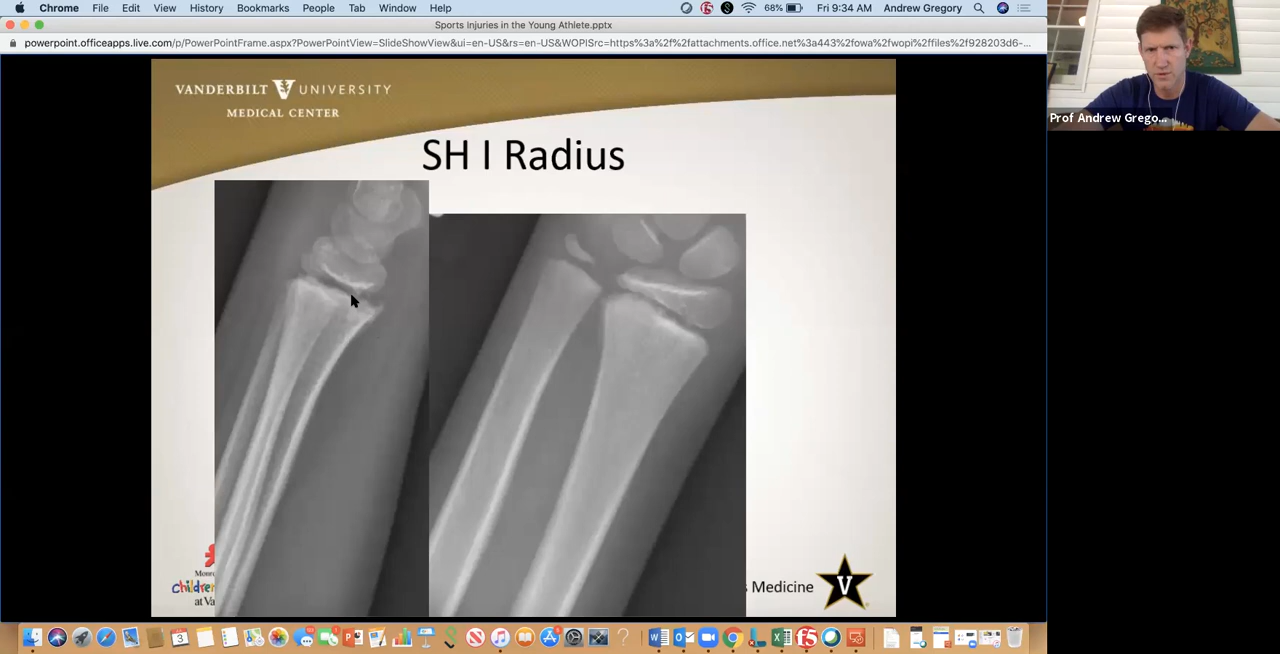 Chrome File Edit View History Bookmarks People Tab Window Help 68% Fri 9:34 AM Andrew Gregory
Sports Injuries in the Young Athlete.pptx
powerpoint.officeapps.live.com/p/PowerPointFrame.aspx?PowerPointView=SlideShowView&ui=en-US&rs=en-US&WOPISrc=https%3a%2f%2fattachments.office.net%3a443%2fowa%2fwopi%2ffiles%2f928203d6-...
VANDERBILT V UNIVERSITY
MEDICAL CENTER
SH I Radius
Prof Andrew Grego...
Childre
at Va
s Medicine
V